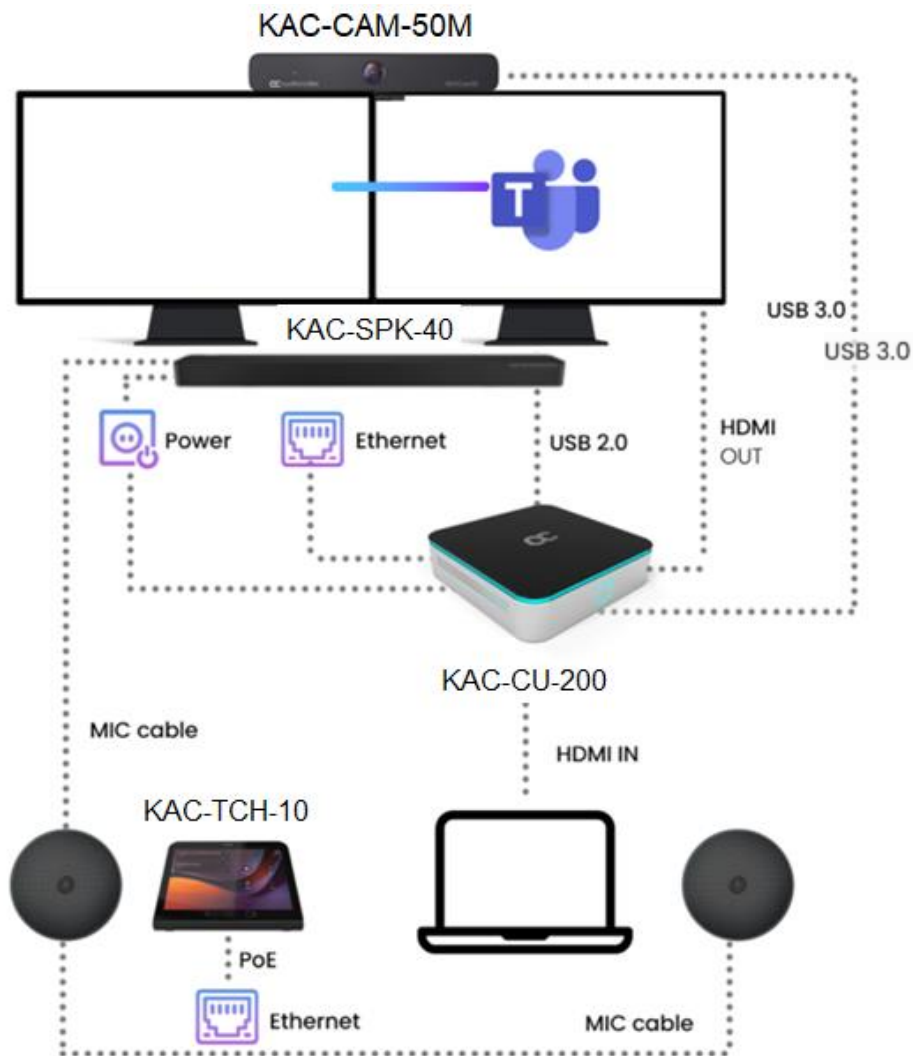 KAC-CAM-50M
T
KAC-SPK-40
USB 3.0
USB 3.0
Power
Ethernet
USB 2.0
HDMI
OUT
KAC-CU-200
MIC cable
HDMI IN
KAC-TCH-10
PoE
Ethernet
MIC cable